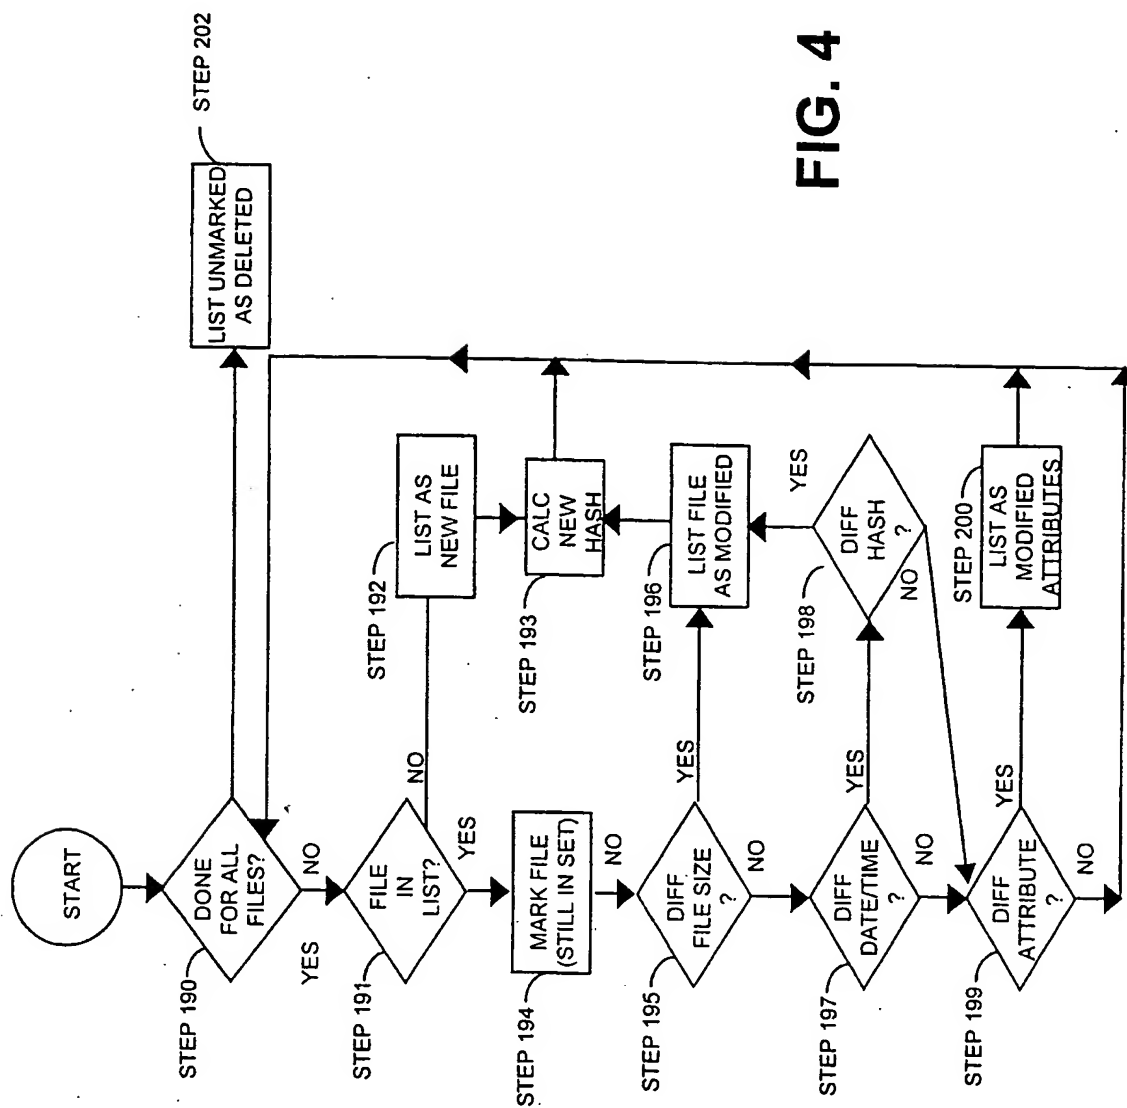 START
STEP 190
DONE
FOR ALL
FILES?
YES
NO
STEP 202
LIST UNMARKED
AS DELETED
STEP 191
FILE
IN
LIST?
NO
YES
STEP 192
LIST AS
NEW FILE
STEP 193
CALC
NEW
HASH
STEP 194
MARK FILE
(STILL IN SET)
NO
STEP 195
DIFF
FILE SIZE
?
YES
NO
STEP 196
LIST FILE
AS MODIFIED
STEP 197
DIFF
DATE/TIME
?
YES
NO
STEP 198
DIFF
HASH
?
YES
NO
STEP 199
DIFF
ATTRIBUTE
?
YES
NO
STEP 200
LIST AS
MODIFIED
ATTRIBUTES
FIG. 4